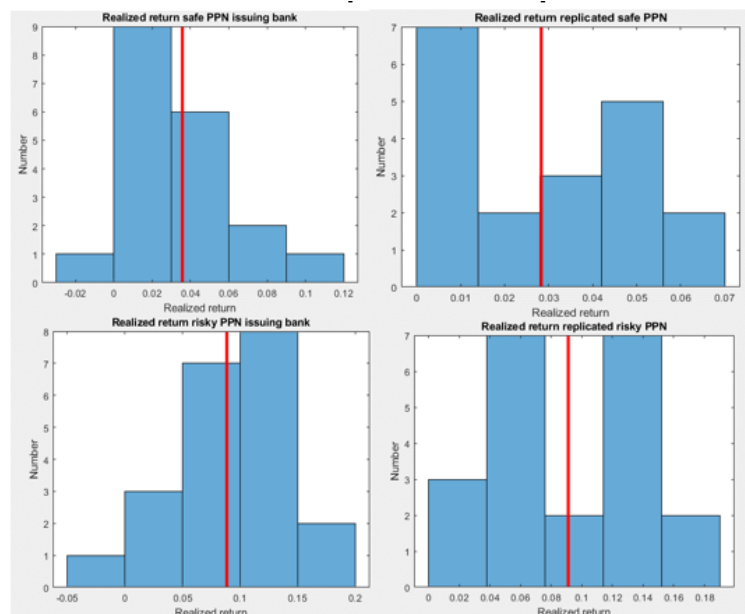 Realized return safe PPN issuing bank
9
8
7
6
5
4
3
2
1
0
Number
-0.02 0 0.02 0.04 0.06 0.08 0.1 0.12
Realized return
Realized return replicated safe PPN
7
6
5
4
3
2
1
0
Number
0 0.01 0.02 0.03 0.04 0.05 0.06 0.07
Realized return
Realized return risky PPN issuing bank
8
7
6
5
4
3
2
1
0
Number
-0.05 0 0.05 0.1 0.15 0.2
Realized return
Realized return replicated risky PPN
7
6
5
4
3
2
1
0
Number
0 0.02 0.04 0.06 0.08 0.1 0.12 0.14 0.16 0.18
Realized return